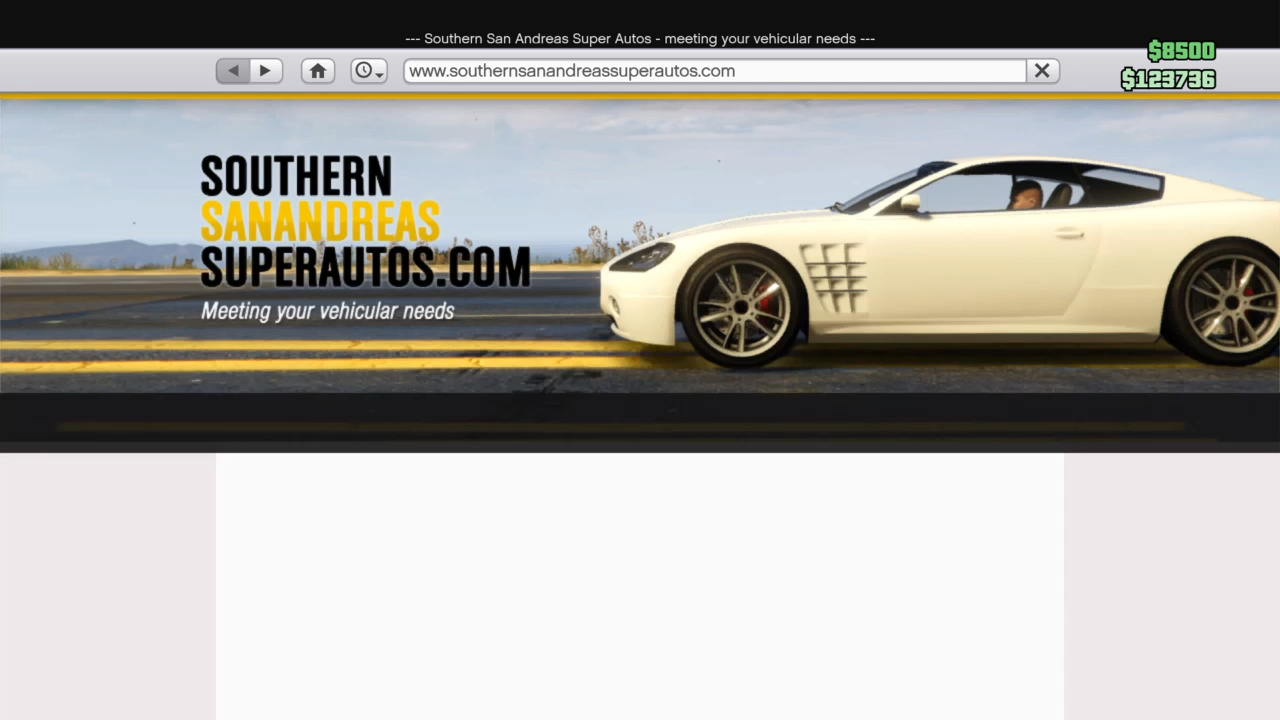 --- Southern San Andreas Super Autos - meeting your vehicular needs ---
$8500
www.southernsanandreassuperautos.com
$123736
SOUTHERN
SANANDREAS
SUPERAUTOS.COM
Meeting your vehicular needs